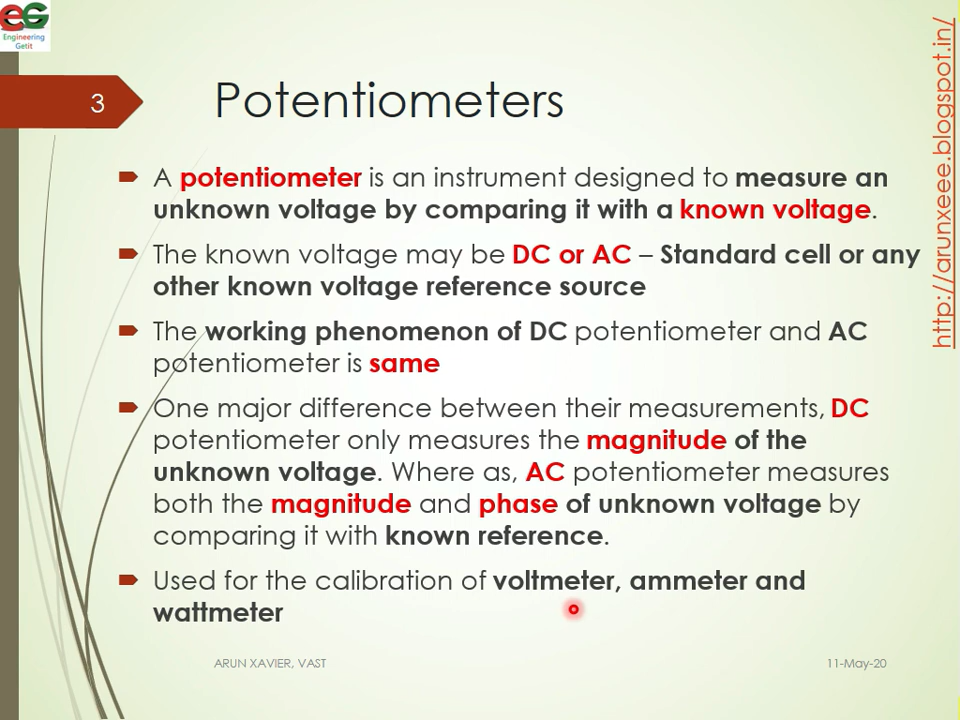 EG
Engineering
Getit
3
Potentiometers
http://arunxeee.blogspot.in/
A potentiometer is an instrument designed to measure an
unknown voltage by comparing it with a known voltage.
The known voltage may be DC or AC – Standard cell or any
other known voltage reference source
The working phenomenon of DC potentiometer and AC
potentiometer is same
One major difference between their measurements, DC
potentiometer only measures the magnitude of the
unknown voltage. Where as, AC potentiometer measures
both the magnitude and phase of unknown voltage by
comparing it with known reference.
Used for the calibration of voltmeter, ammeter and
wattmeter
ARUN XAVIER, VAST
11-May-20